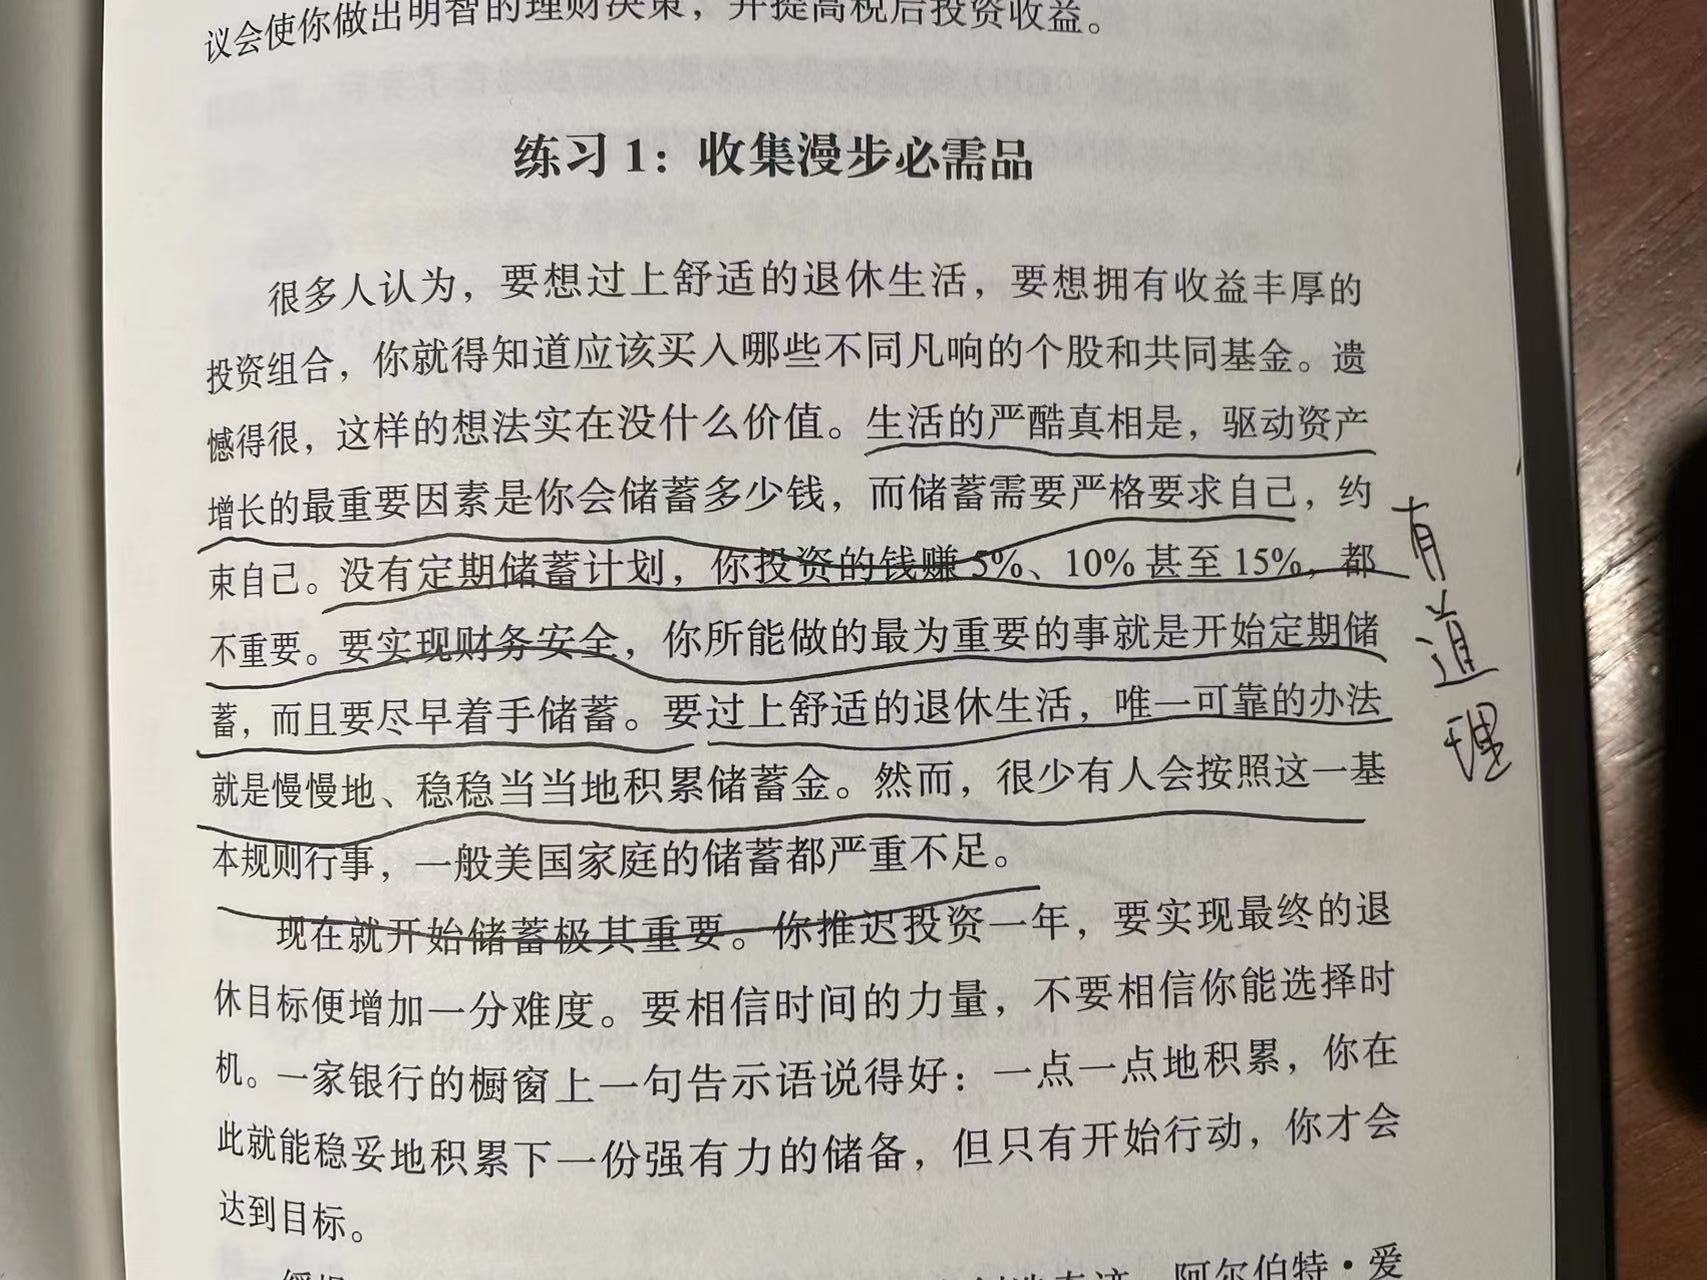 议会使你做出明智的理财决策，并提高税后投资收益。
练习1：收集漫步必需品
很多人认为，要想过上舒适的退休生活，要想拥有收益丰厚的
投资组合，你就得知道应该买入哪些不同凡响的个股和共同基金。遗
憾得很，这样的想法实在没什么价值。生活的严酷真相是，驱动资产
增长的最重要因素是你会储蓄多少钱，而储蓄需要严格要求自己，约
束自己。没有定期储蓄计划，你投资的钱赚5%、10%甚至15%，都
不重要。要实现财务安全，你所能做的最为重要的事就是开始定期储
蓄，而且要尽早着手储蓄。要过上舒适的退休生活，唯一可靠的办法
就是慢慢地、稳稳当当地积累储蓄金。然而，很少有人会按照这一基
本规则行事，一般美国家庭的储蓄都严重不足。
有道理
现在就开始储蓄极其重要。你推迟投资一年，要实现最终的退
休目标便增加一分难度。要相信时间的力量，不要相信你能选择时
机。一家银行的橱窗上一句告示语说得好：一点一点地积累，你在
此就能稳妥地积累下一份强有力的储备，但只有开始行动，你才会
达到目标。
阿尔伯特·爱